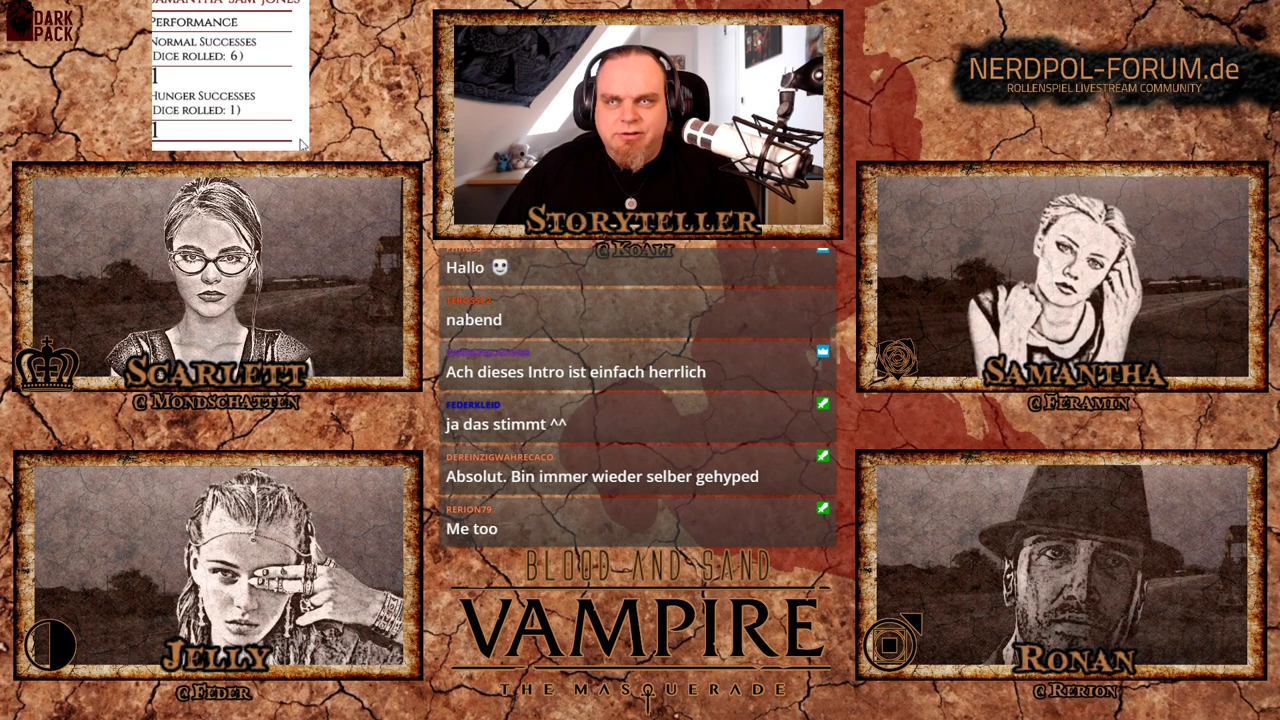 DARK
PACK
SAMANTHA "SAM" JONES
PERFORMANCE
NORMAL SUCCESSES
DICE ROLLED: 6)
1
HUNGER SUCCESSES
DICE ROLLED: 1)
1
STORYTELLER
@ KOALI
NERDPOL-FORUM.de
ROLLENSPIEL LIVESTREAM COMMUNITY
SCARLETT
@ MONDSCHATTEN
SAMANTHA
@ FERAMIN
Hallo
nabend
Ach dieses Intro ist einfach herrlich
FEDERKLEID
ja das stimmt ^^
DEREINZIGWAHRECACO
Absolut. Bin immer wieder selber gehyped
RERION79
Me too
JELLY
@ FEDER
BLOOD AND SAND
VAMPIRE
THE MASQUERADE
RONAN
@ RERION